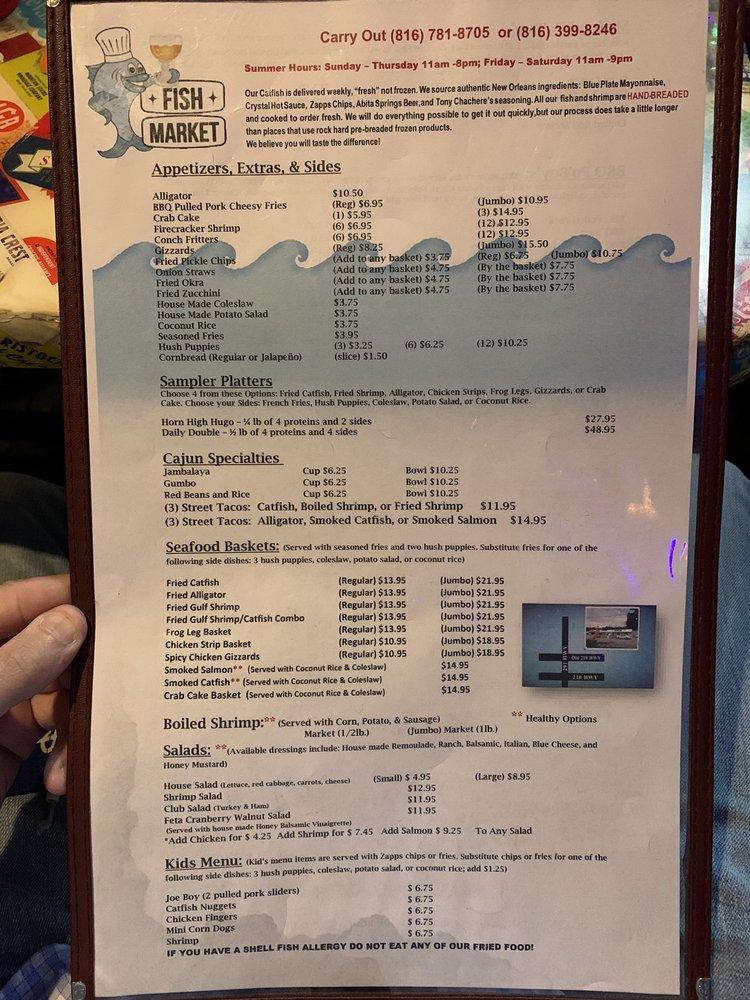 Carry Out (816) 781-8705 or (816) 399-8246
Summer Hours: Sunday – Thursday 11am -8pm; Friday – Saturday 11am -9pm
FISH
MARKET
Our Catfish is delivered weekly, "fresh" not frozen. We source authentic New Orleans ingredients: Blue Plate Mayonnaise,
Crystal Hot Sauce, Zapps Chips, Abita Springs Beer, and Tony Chachere's seasoning. All our fish and shrimp are HAND-BREADED
and cooked to order fresh. We will do everything possible to get it out quickly, but our process does take a little longer
than places that use rock hard pre-breaded frozen products.
We believe you will taste the difference!
Appetizers, Extras, & Sides
Alligator $10.50
BBQ Pulled Pork Cheesy Fries (Reg) $6.95 (Jumbo) $10.95
Crab Cake (1) $5.95 (3) $14.95
Firecracker Shrimp (6) $6.95 (12) $12.95
Conch Fritters (6) $6.95 (12) $12.95
Gizzards (Reg) $8.25 (Jumbo) $15.50
Fried Pickle Chips (Add to any basket) $3.75 (Reg) $6.75 (Jumbo) $10.75
Onion Straws (Add to any basket) $4.75 (By the basket) $7.75
Fried Okra (Add to any basket) $4.75 (By the basket) $7.75
Fried Zucchini (Add to any basket) $4.75 (By the basket) $7.75
House Made Coleslaw $3.75
House Made Potato Salad $3.75
Coconut Rice $3.75
Seasoned Fries $3.95
Hush Puppies (3) $3.25 (6) $6.25 (12) $10.25
Cornbread (Regular or Jalapeño) (slice) $1.50
Sampler Platters
Choose 4 from these Options: Fried Catfish, Fried Shrimp, Alligator, Chicken Strips, Frog Legs, Gizzards, or Crab
Cake. Choose your Sides: French Fries, Hush Puppies, Coleslaw, Potato Salad, or Coconut Rice.
Horn High Hugo – ¼ lb of 4 proteins and 2 sides $27.95
Daily Double – ½ lb of 4 proteins and 4 sides $48.95
Cajun Specialties
Jambalaya Cup $6.25 Bowl $10.25
Gumbo Cup $6.25 Bowl $10.25
Red Beans and Rice Cup $6.25 Bowl $10.25
(3) Street Tacos: Catfish, Boiled Shrimp, or Fried Shrimp $11.95
(3) Street Tacos: Alligator, Smoked Catfish, or Smoked Salmon $14.95
Seafood Baskets: (Served with seasoned fries and two hush puppies. Substitute fries for one of the
following side dishes: 3 hush puppies, coleslaw, potato salad, or coconut rice)
Fried Catfish (Regular) $13.95 (Jumbo) $21.95
Fried Alligator (Regular) $13.95 (Jumbo) $21.95
Fried Gulf Shrimp (Regular) $13.95 (Jumbo) $21.95
Fried Gulf Shrimp/Catfish Combo (Regular) $13.95 (Jumbo) $21.95
Frog Leg Basket (Regular) $13.95 (Jumbo) $21.95
Chicken Strip Basket (Regular) $10.95 (Jumbo) $18.95
Spicy Chicken Gizzards (Regular) $10.95 (Jumbo) $18.95
Smoked Salmon** (Served with Coconut Rice & Coleslaw) $14.95
Smoked Catfish** (Served with Coconut Rice & Coleslaw) $14.95
Crab Cake Basket (Served with Coconut Rice & Coleslaw) $14.95
291 HWY
Old 210 HWY
210 HWY
Boiled Shrimp:** (Served with Corn, Potato, & Sausage) ** Healthy Options
Market (1/2lb.) (Jumbo) Market (1lb.)
Salads: **(Available dressings include: House made Remoulade, Ranch, Balsamic, Italian, Blue Cheese, and
Honey Mustard)
House Salad (Lettuce, red cabbage, carrots, cheese) (Small) $ 4.95 (Large) $8.95
Shrimp Salad $12.95
Club Salad (Turkey & Ham) $11.95
Feta Cranberry Walnut Salad $11.95
(Served with house made Honey Balsamic Vinaigrette)
*Add Chicken for $ 4.25 Add Shrimp for $ 7.45 Add Salmon $ 9.25 To Any Salad
Kids Menu: (Kid's menu items are served with Zapps chips or fries. Substitute chips or fries for one of the
following side dishes: 3 hush puppies, coleslaw, potato salad, or coconut rice; add $1.25)
Joe Boy (2 pulled pork sliders) $ 6.75
Catfish Nuggets $ 6.75
Chicken Fingers $ 6.75
Mini Corn Dogs $ 6.75
Shrimp $ 6.75
IF YOU HAVE A SHELL FISH ALLERGY DO NOT EAT ANY OF OUR FRIED FOOD!